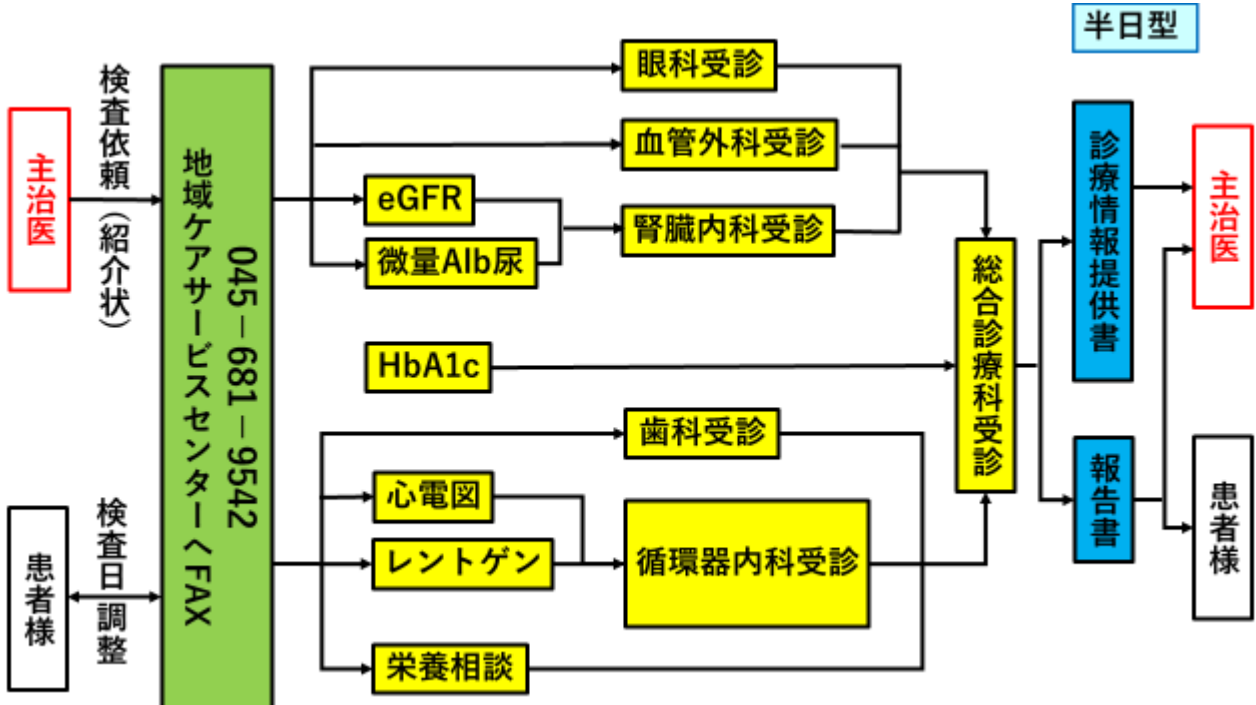 半日型
主治医
検査依頼（紹介状）
患者様
検査日
調整
地域ケアサービスセンターへFAX
045－681－9542
眼科受診
血管外科受診
eGFR
微量Alb尿
腎臓内科受診
HbA1c
歯科受診
心電図
レントゲン
循環器内科受診
栄養相談
総合診療科受診
診療情報提供書
報告書
主治医
患者様